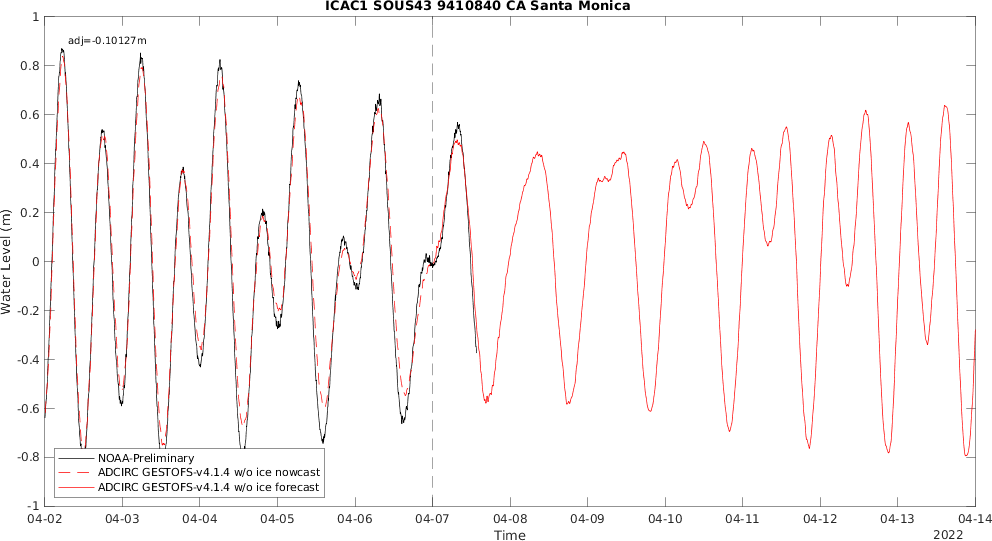 ICAC1 SOUS43 9410840 CA Santa Monica
adj=-0.10127m
1
0.8
0.6
0.4
0.2
0
-0.2
-0.4
-0.6
-0.8
-1
Water Level (m)
NOAA-Preliminary
ADCIRC GESTOFS-v4.1.4 w/o ice nowcast
ADCIRC GESTOFS-v4.1.4 w/o ice forecast
04-02 04-03 04-04 04-05 04-06 04-07 04-08 04-09 04-10 04-11 04-12 04-13 04-14
Time
2022